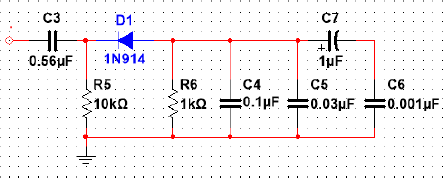 C3
0.56µF
D1
1N914
C7
+
1µF
R5
10kΩ
R6
1kΩ
C4
0.1µF
C5
0.03µF
C6
0.001µF